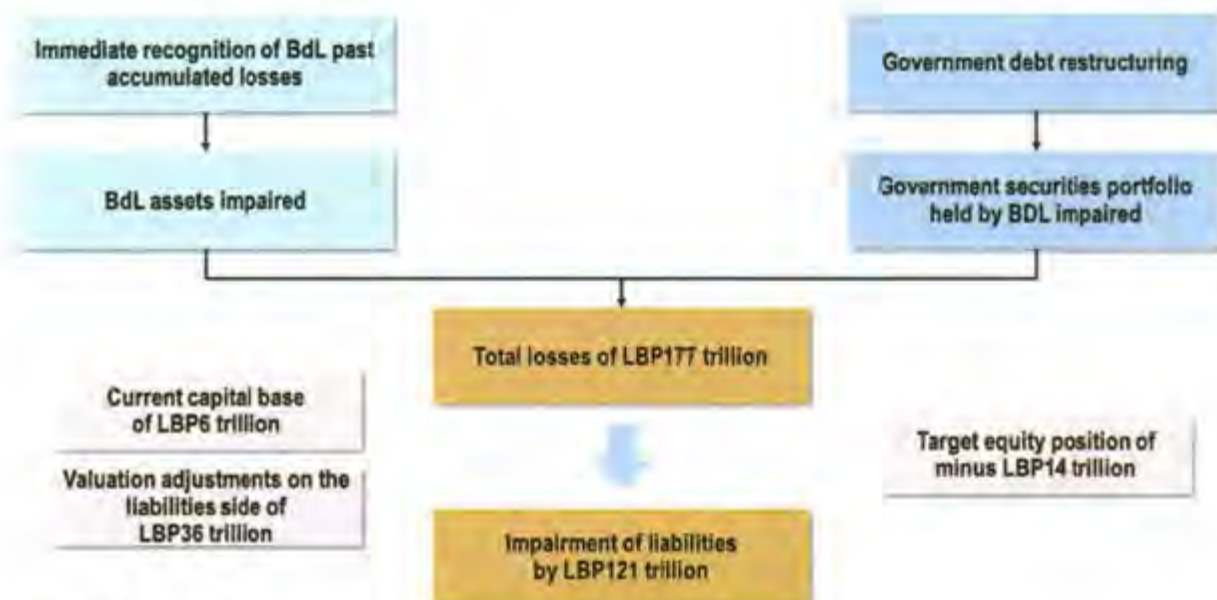 Immediate recognition of BdL past
accumulated losses
Government debt restructuring
BdL assets impaired
Government securities portfolio
held by BDL impaired
Total losses of LBP177 trillion
Current capital base
of LBP6 trillion
Valuation adjustments on the
liabilities side of
LBP36 trillion
Target equity position of
minus LBP14 trillion
Impairment of liabilities
by LBP121 trillion